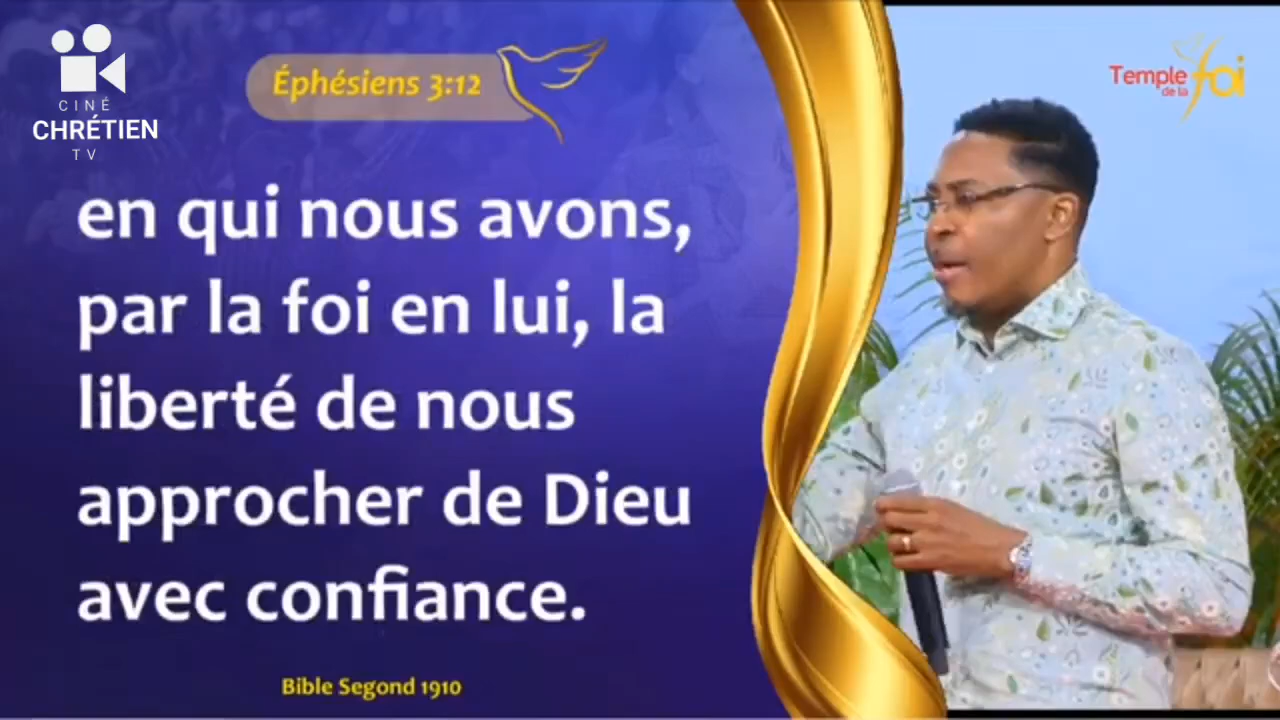 CINÉ
CHRÉTIEN
TV
Éphésiens 3:12
en qui nous avons,
par la foi en lui, la
liberté de nous
approcher de Dieu
avec confiance.
Bible Segond 1910
Temple
de la
foi